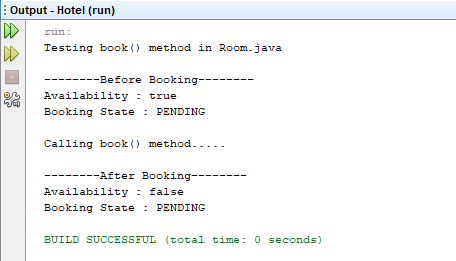 Output - Hotel (run)
run:
Testing book() method in Room.java
--------Before Booking--------
Availability : true
Booking State : PENDING
Calling book() method.....
--------After Booking--------
Availability : false
Booking State : PENDING
BUILD SUCCESSFUL (total time: 0 seconds)